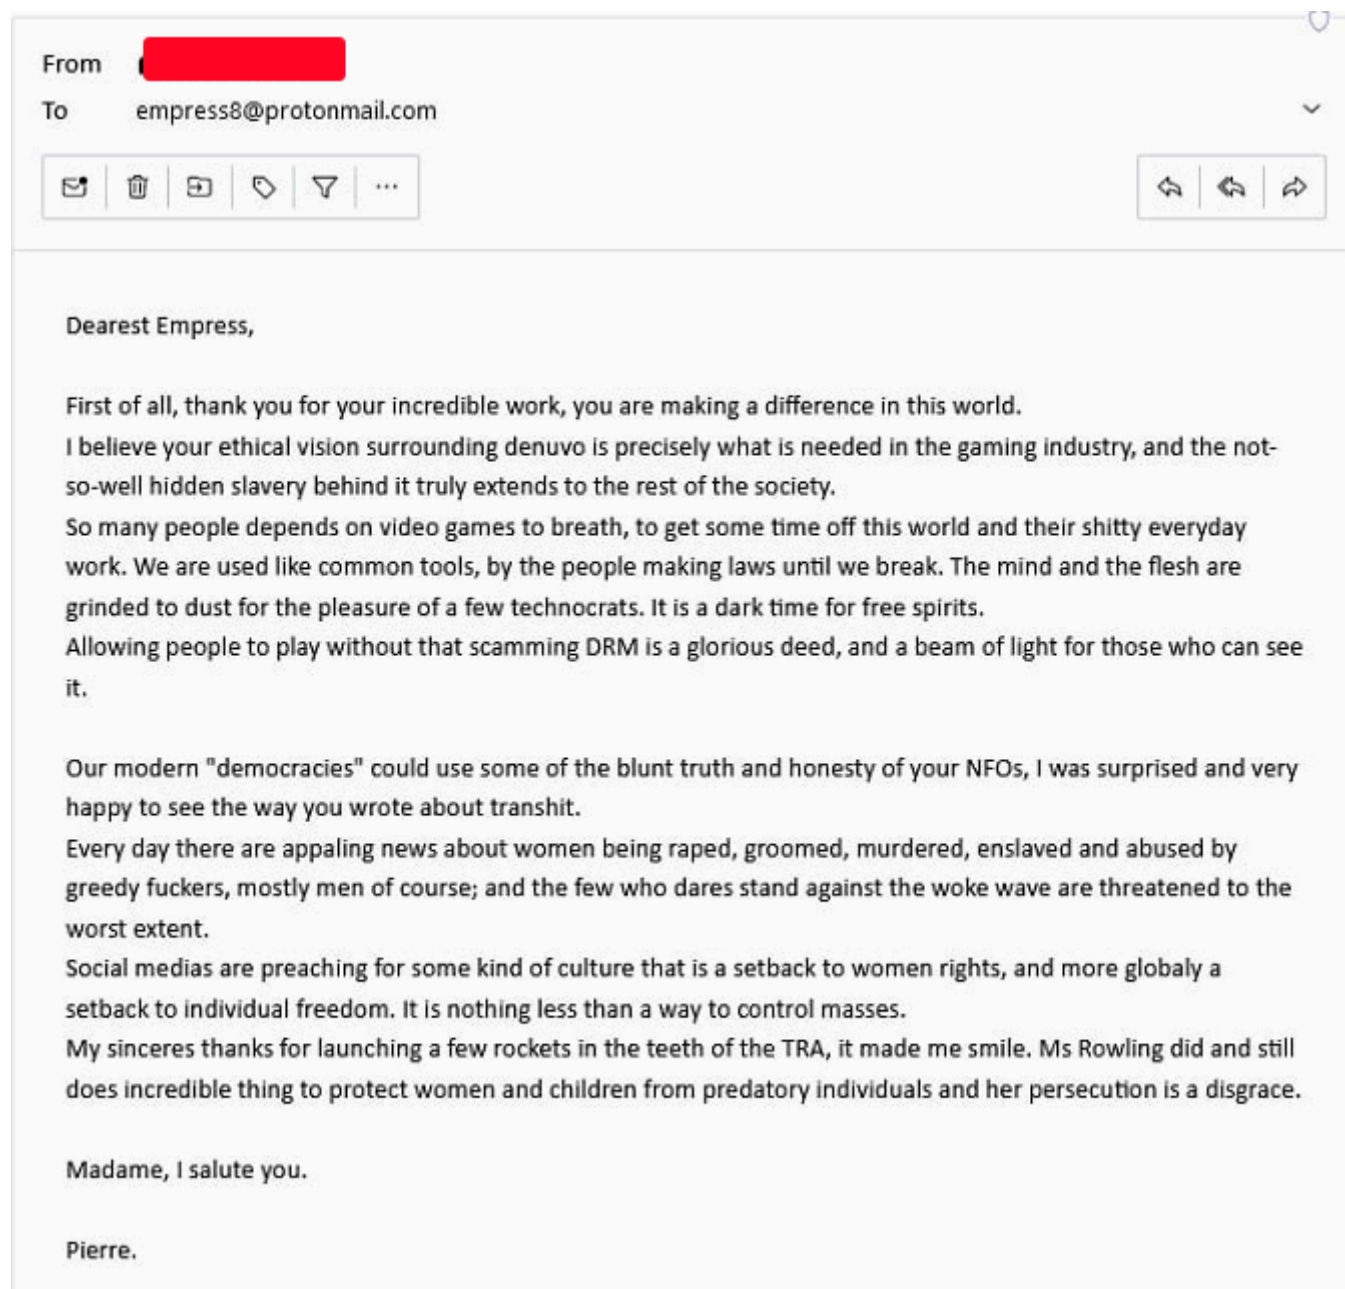 From
To empress8@protonmail.com
Dearest Empress,
First of all, thank you for your incredible work, you are making a difference in this world.
I believe your ethical vision surrounding denuvo is precisely what is needed in the gaming industry, and the not-
so-well hidden slavery behind it truly extends to the rest of the society.
So many people depends on video games to breath, to get some time off this world and their shitty everyday
work. We are used like common tools, by the people making laws until we break. The mind and the flesh are
grinded to dust for the pleasure of a few technocrats. It is a dark time for free spirits.
Allowing people to play without that scamming DRM is a glorious deed, and a beam of light for those who can see
it.
Our modern "democracies" could use some of the blunt truth and honesty of your NFOs, I was surprised and very
happy to see the way you wrote about transhit.
Every day there are appaling news about women being raped, groomed, murdered, enslaved and abused by
greedy fuckers, mostly men of course; and the few who dares stand against the woke wave are threatened to the
worst extent.
Social medias are preaching for some kind of culture that is a setback to women rights, and more globaly a
setback to individual freedom. It is nothing less than a way to control masses.
My sinceres thanks for launching a few rockets in the teeth of the TRA, it made me smile. Ms Rowling did and still
does incredible thing to protect women and children from predatory individuals and her persecution is a disgrace.
Madame, I salute you.
Pierre.